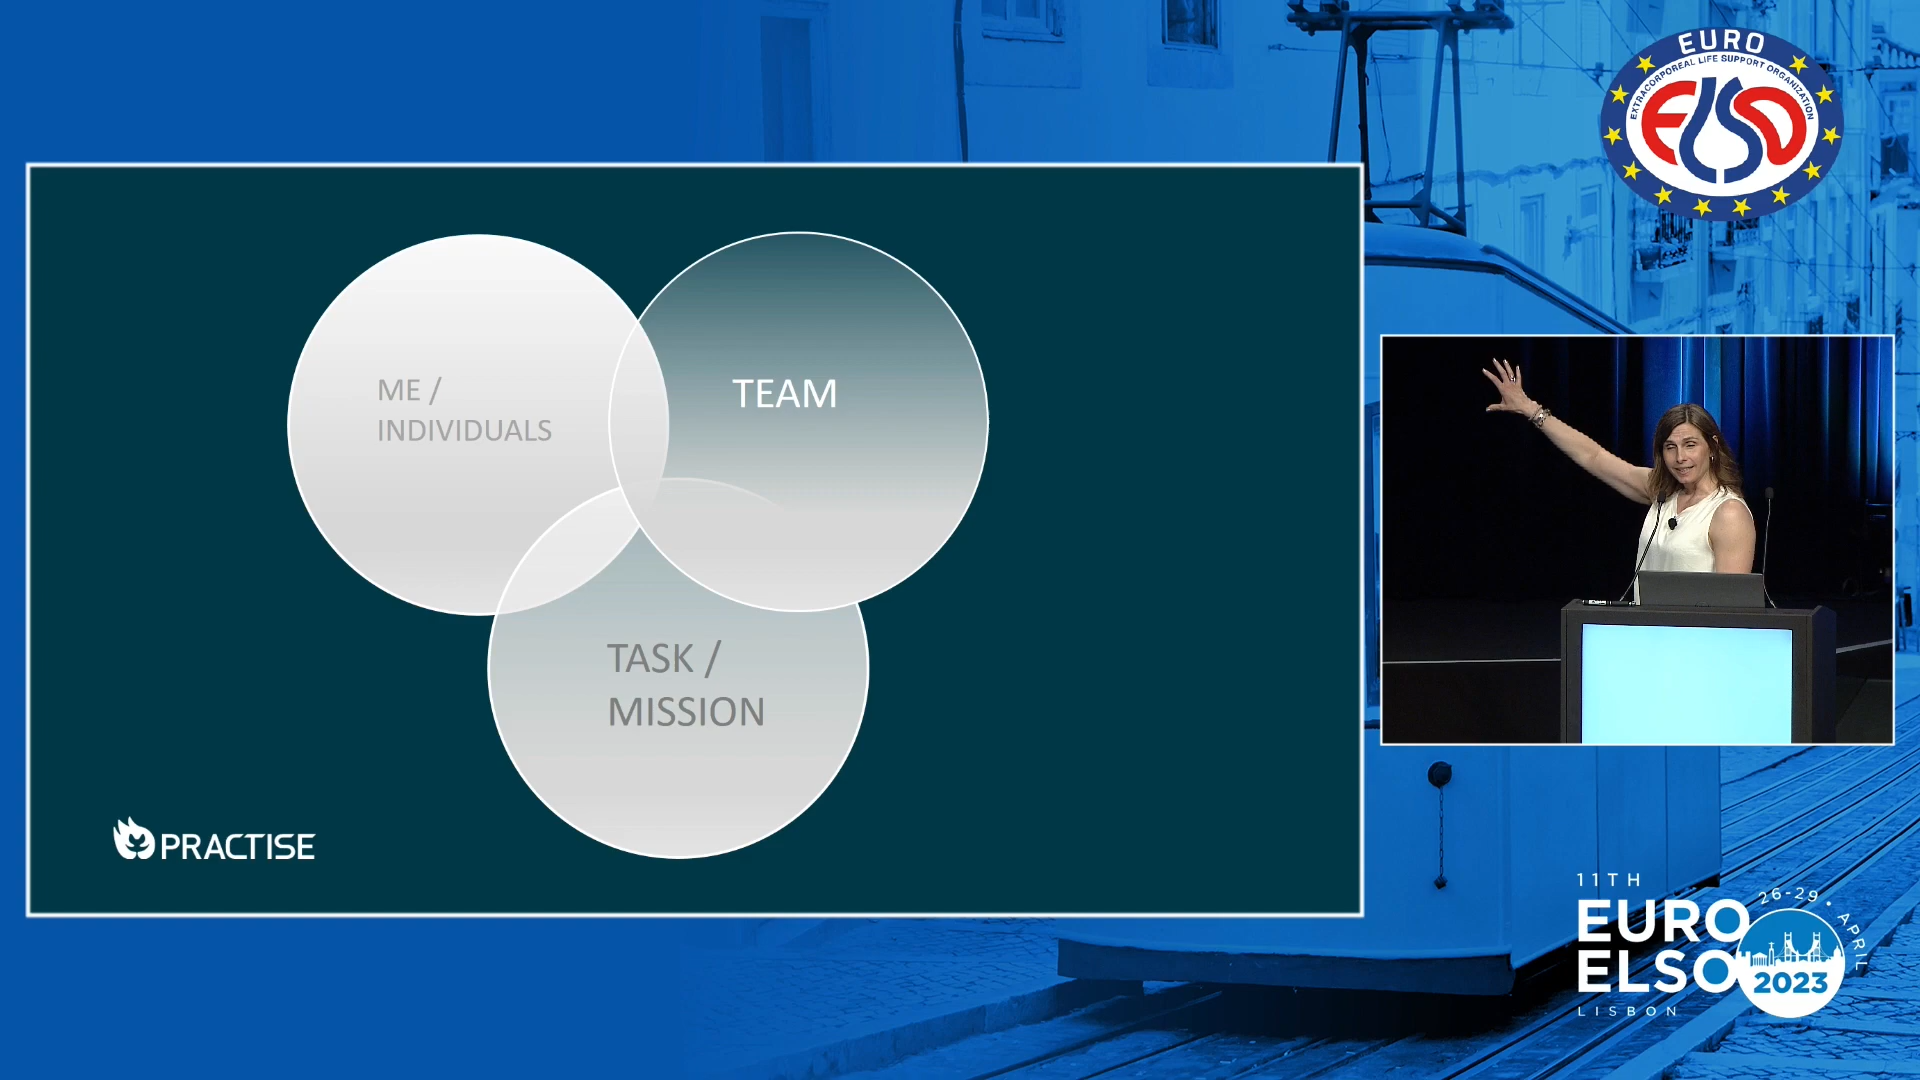 EURO
EXTRACORPOREAL LIFE SUPPORT ORGANIZATION
ELSO
ME /
INDIVIDUALS
TEAM
TASK /
MISSION
PRACTISE
11TH
EURO
ELSO
LISBON
26-29 • APRIL
2023